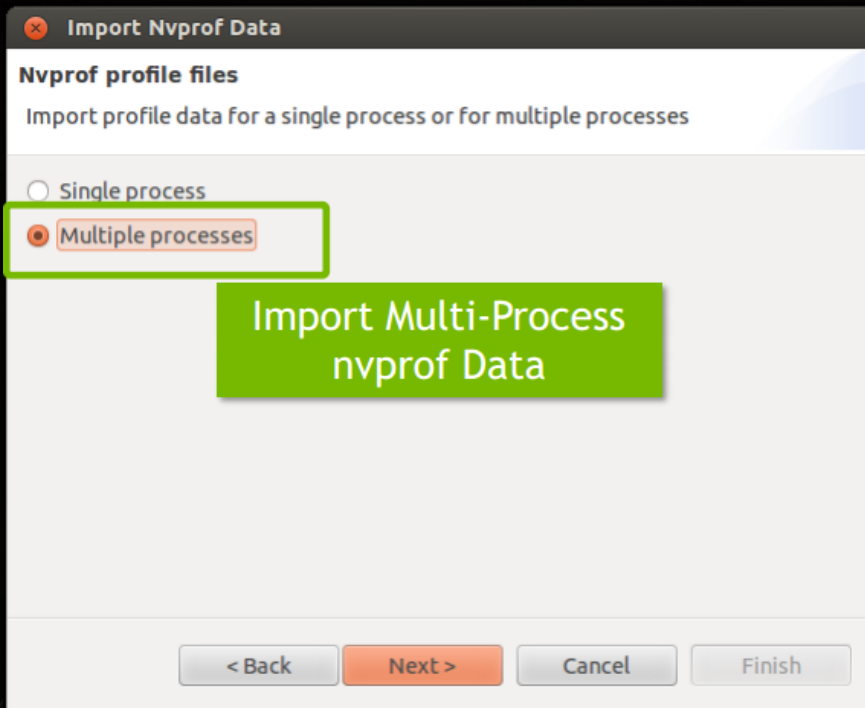 Import Nvprof Data
Nvprof profile files
Import profile data for a single process or for multiple processes
Single process
Multiple processes
Import Multi-Process
nvprof Data
< Back
Next >
Cancel
Finish